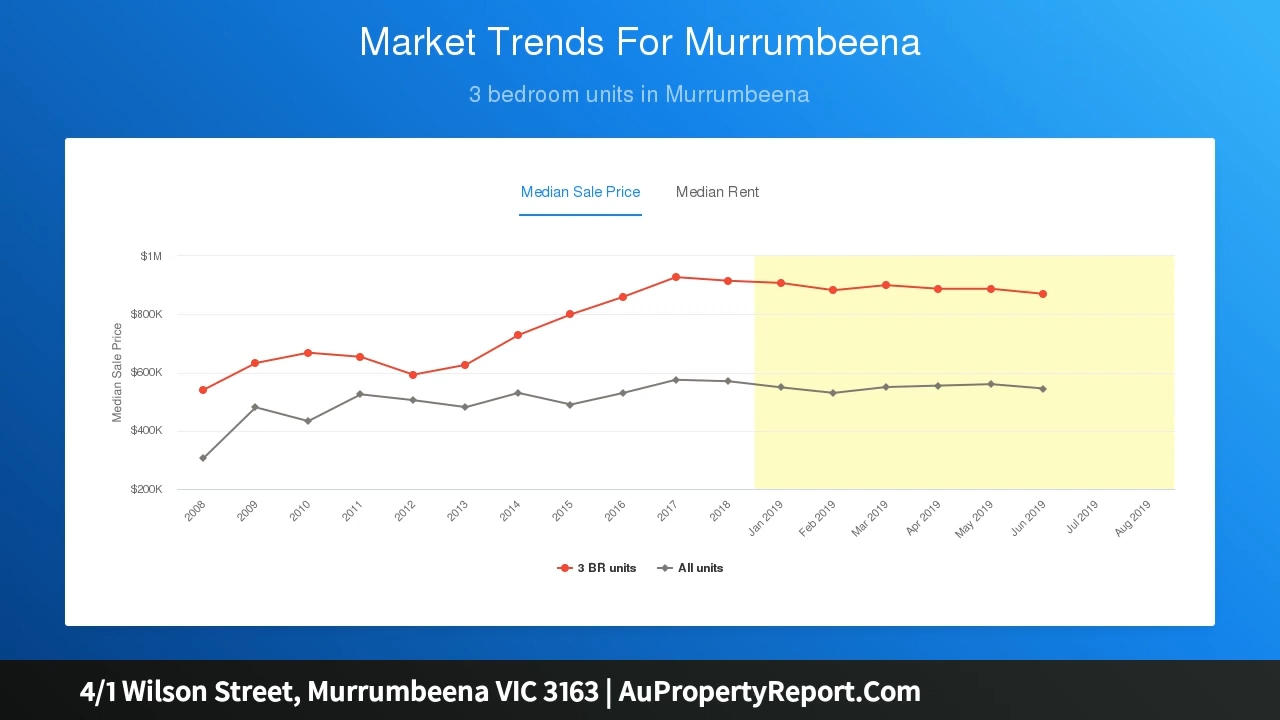 Market Trends For Murrumbeena
3 bedroom units in Murrumbeena
Median Sale Price Median Rent
Median Sale Price
$1M
$800K
$600K
$400K
$200K
2008 2009 2010 2011 2012 2013 2014 2015 2016 2017 2018 Jan 2019 Feb 2019 Mar 2019 Apr 2019 May 2019 Jun 2019 Jul 2019 Aug 2019
3 BR units All units
4/1 Wilson Street, Murrumbeena VIC 3163 | AuPropertyReport.Com